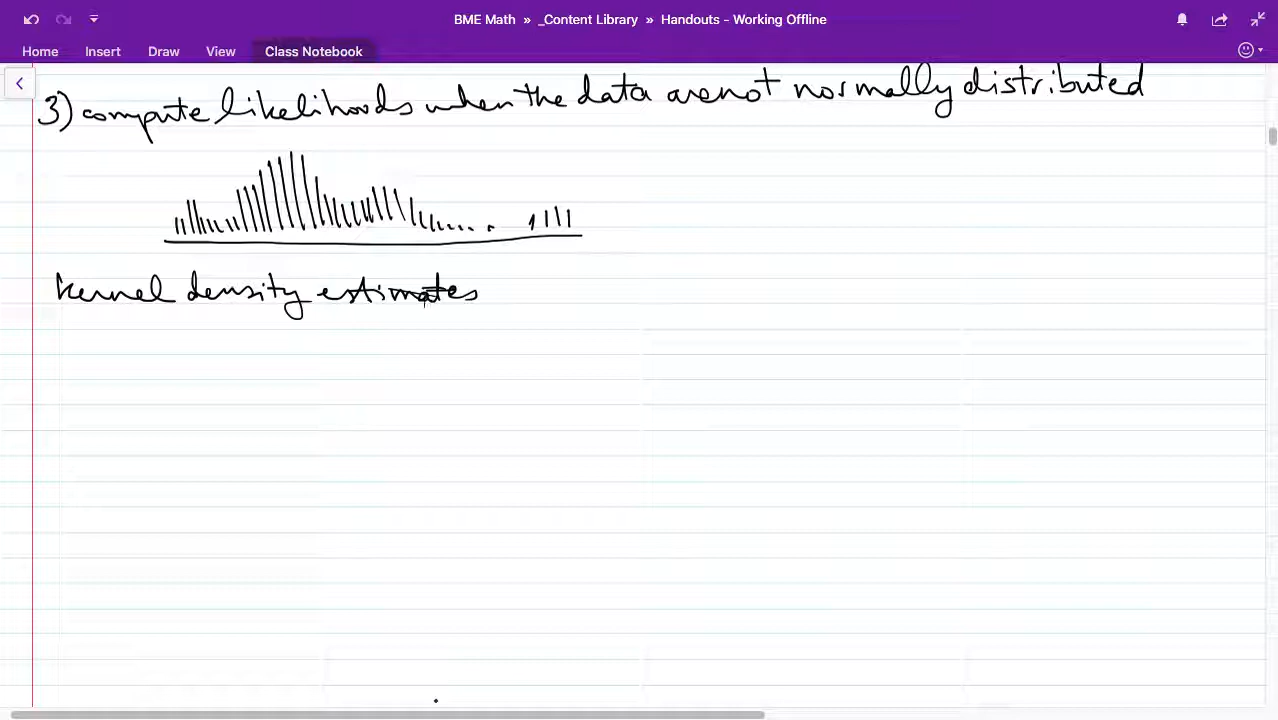 BME Math » _Content Library » Handouts - Working Offline
Home Insert Draw View Class Notebook
3) compute likelihoods when the data are not normally distributed
kernel density estimates